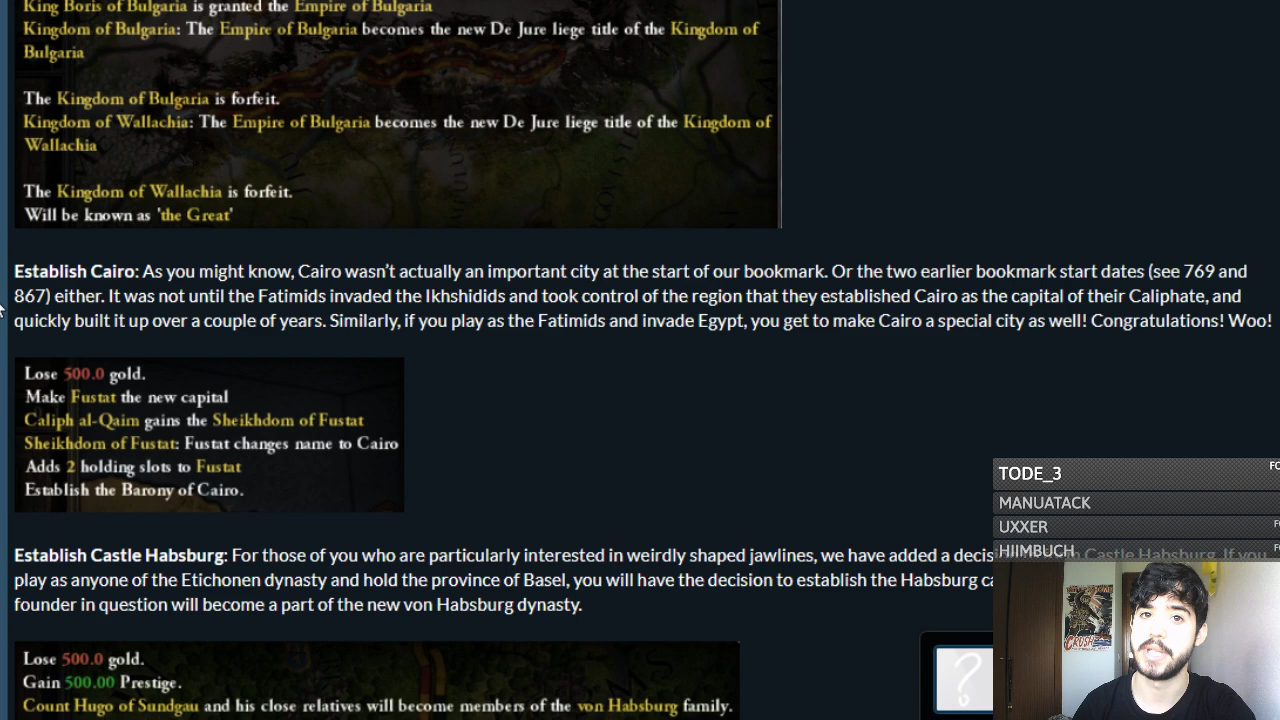 King Boris of Bulgaria is granted the Empire of Bulgaria
Kingdom of Bulgaria: The Empire of Bulgaria becomes the new De Jure liege title of the Kingdom of
Bulgaria
The Kingdom of Bulgaria is forfeit.
Kingdom of Wallachia: The Empire of Bulgaria becomes the new De Jure liege title of the Kingdom of
Wallachia
The Kingdom of Wallachia is forfeit.
Will be known as 'the Great'
Establish Cairo: As you might know, Cairo wasn't actually an important city at the start of our bookmark. Or the two earlier bookmark start dates (see 769 and
867) either. It was not until the Fatimids invaded the Ikhshidids and took control of the region that they established Cairo as the capital of their Caliphate, and
quickly built it up over a couple of years. Similarly, if you play as the Fatimids and invade Egypt, you get to make Cairo a special city as well! Congratulations! Woo!
Lose 500.0 gold.
Make Fustat the new capital
Caliph al-Qaim gains the Sheikhdom of Fustat
Sheikhdom of Fustat: Fustat changes name to Cairo
Adds 2 holding slots to Fustat
Establish the Barony of Cairo.
TODE_3 FO
MANUATACK
UXXER F
HIIMBUCH F
Establish Castle Habsburg: For those of you who are particularly interested in weirdly shaped jawlines, we have added a decis Castle Habsburg. If you
play as anyone of the Etichonen dynasty and hold the province of Basel, you will have the decision to establish the Habsburg ca
founder in question will become a part of the new von Habsburg dynasty.
CRUSH
Lose 500.0 gold.
Gain 500.00 Prestige.
Count Hugo of Sundgau and his close relatives will become members of the von Habsburg family.